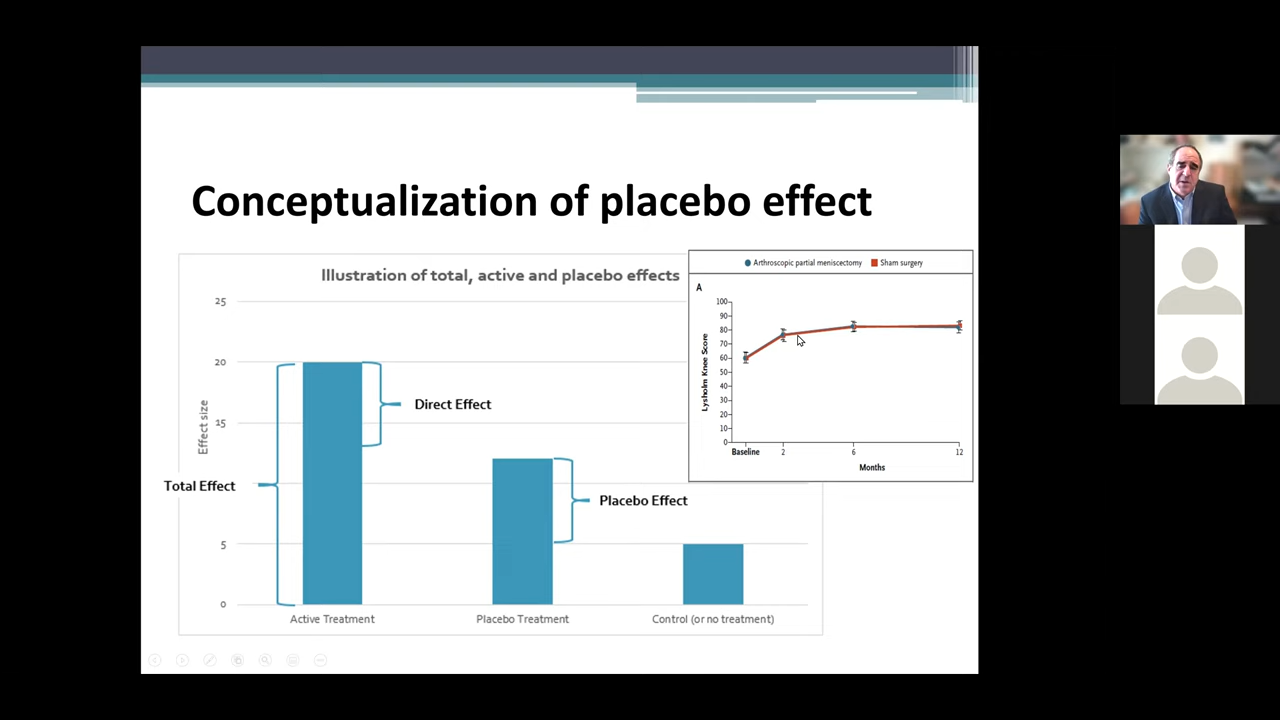 Conceptualization of placebo effect
Illustration of total, active and placebo effects
25
20
15
5
0
Effect size
Total Effect
Direct Effect
Placebo Effect
Active Treatment
Placebo Treatment
Control (or no treatment)
Arthroscopic partial meniscectomy
Sham surgery
A
100
90
80
70
60
50
40
30
20
10
0
Lysholm Knee Score
Baseline
2
6
12
Months